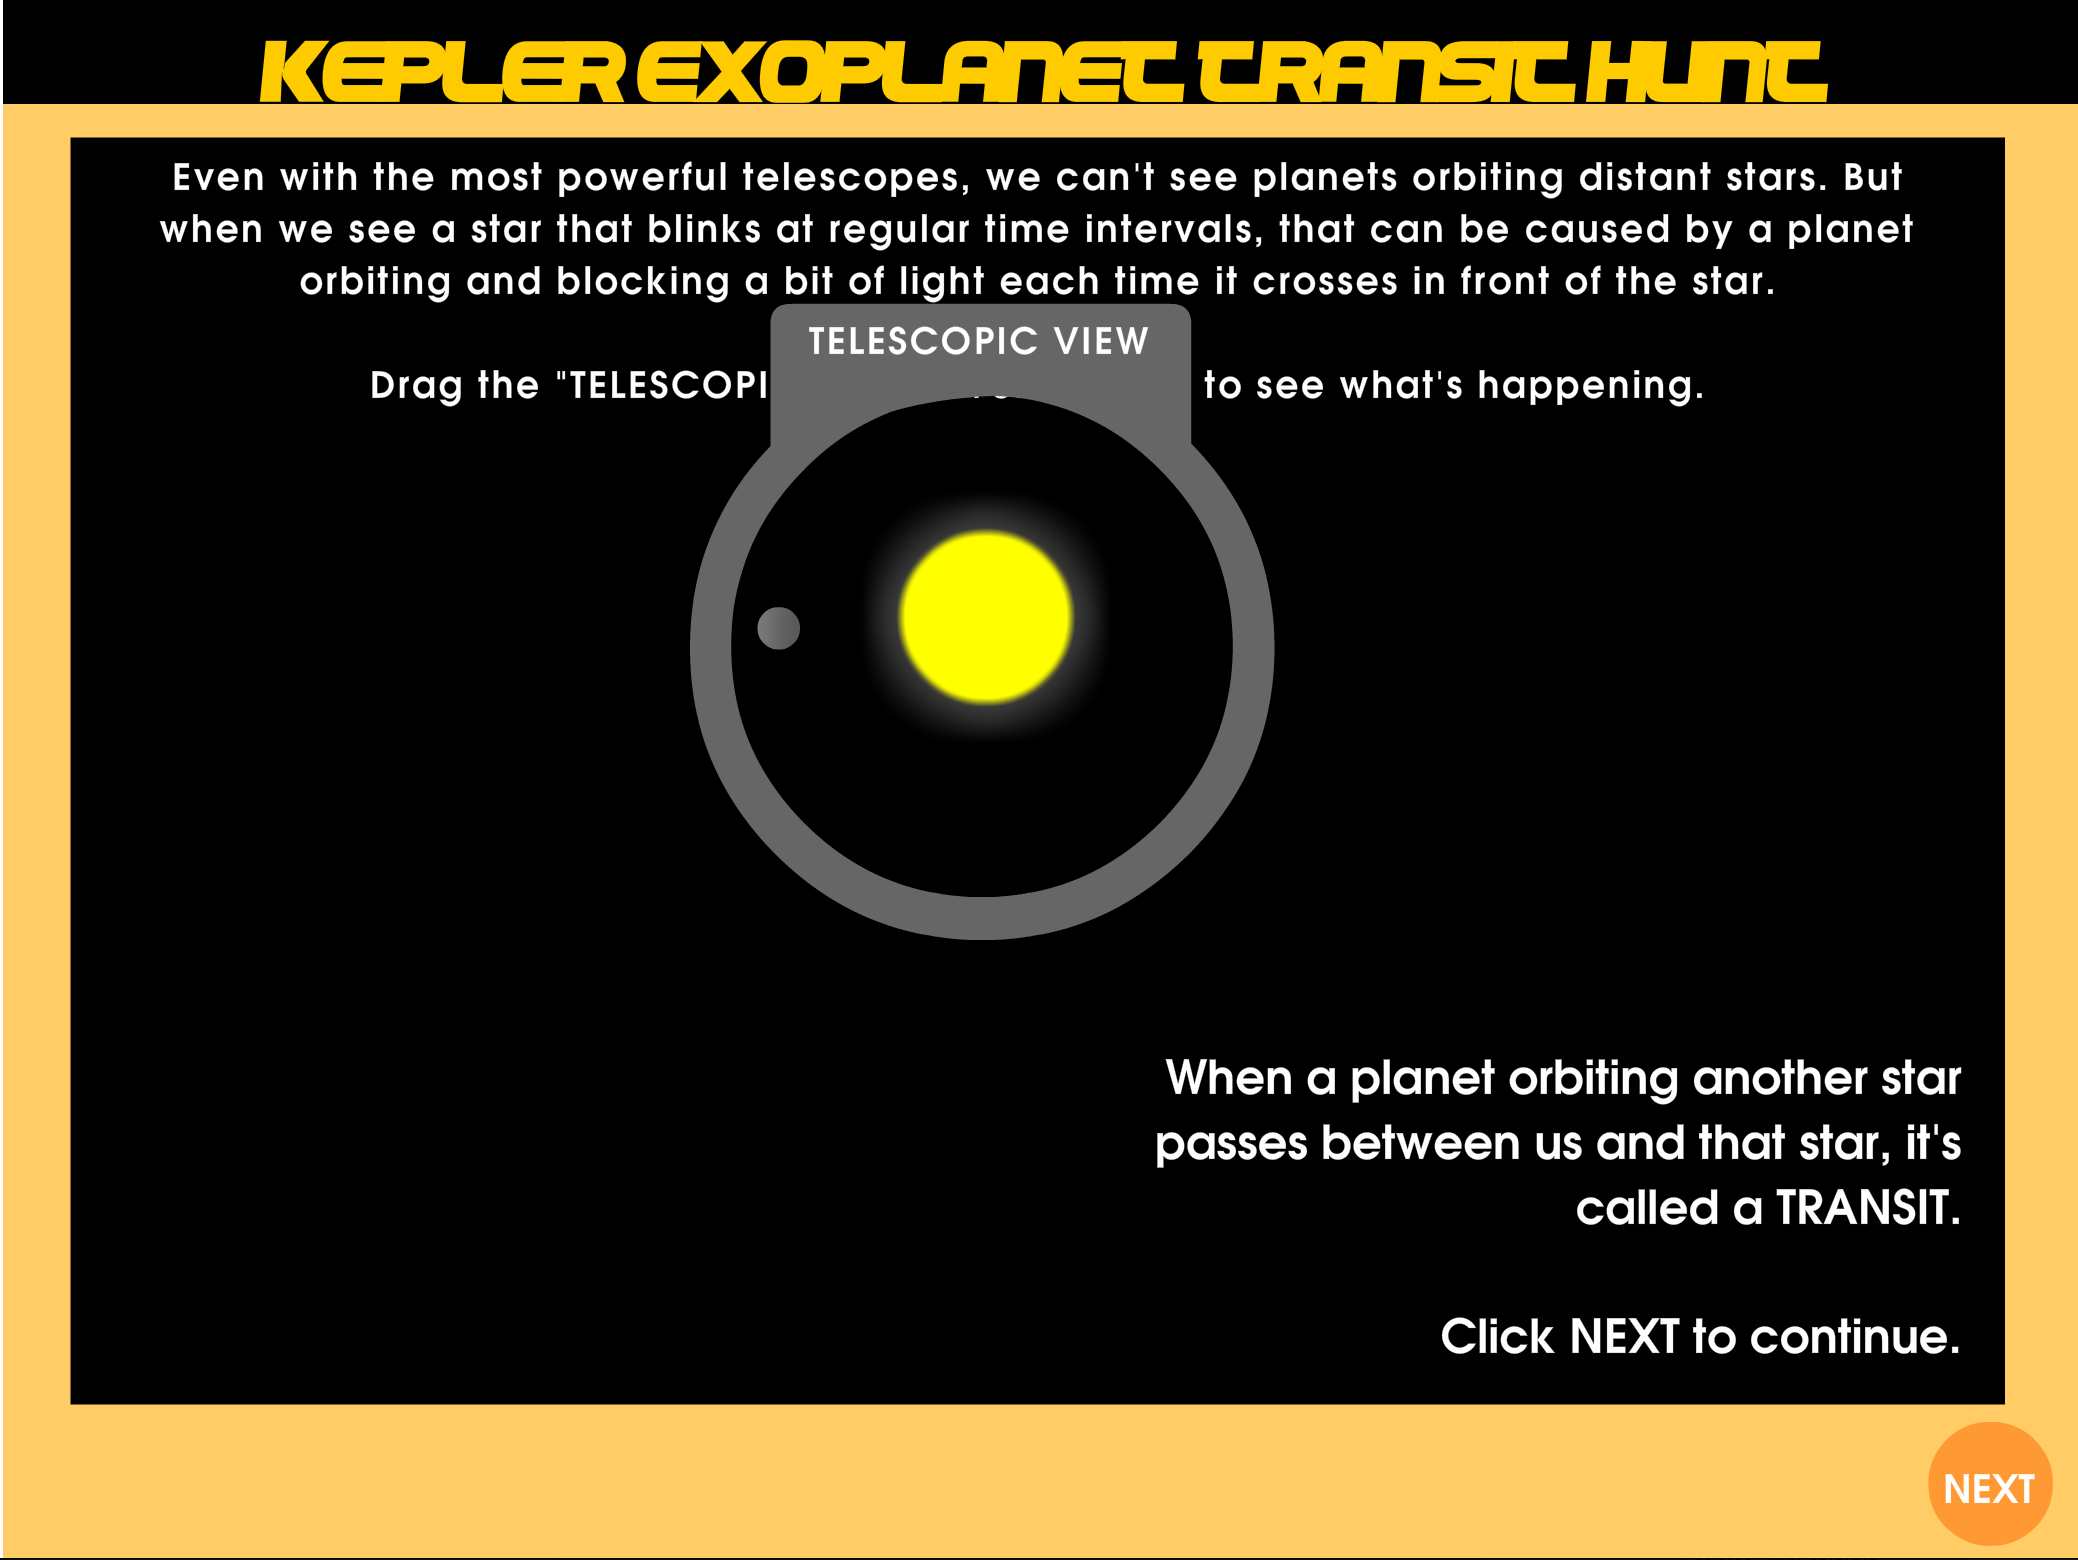 KEPLER EXOPLANET TRANSIT HUNT
Even with the most powerful telescopes, we can't see planets orbiting distant stars. But
when we see a star that blinks at regular time intervals, that can be caused by a planet
orbiting and blocking a bit of light each time it crosses in front of the star.
TELESCOPIC VIEW
Drag the "TELESCOPI to see what's happening.
When a planet orbiting another star
passes between us and that star, it's
called a TRANSIT.
Click NEXT to continue.
NEXT